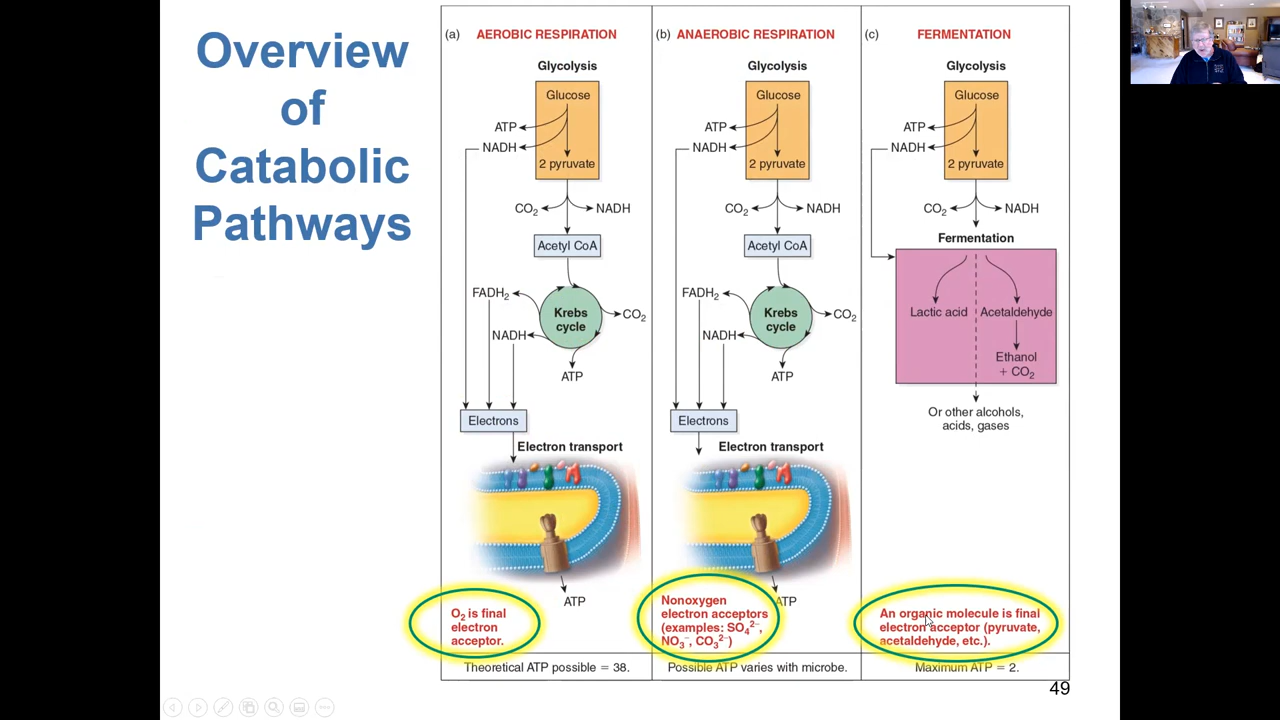 Overview
of
Catabolic
Pathways
(a) AEROBIC RESPIRATION
Glycolysis
Glucose
ATP
NADH
2 pyruvate
CO₂
NADH
Acetyl CoA
FADH₂
Krebs
cycle
CO₂
NADH
ATP
Electrons
Electron transport
ATP
O₂ is final
electron
acceptor.
Theoretical ATP possible = 38.
(b) ANAEROBIC RESPIRATION
Glycolysis
Glucose
ATP
NADH
2 pyruvate
CO₂
NADH
Acetyl CoA
FADH₂
Krebs
cycle
CO₂
NADH
ATP
Electrons
Electron transport
ATP
Nonoxygen
electron acceptors
(examples: SO₄²⁻,
NO₃⁻, CO₃²⁻)
Possible ATP varies with microbe.
(c) FERMENTATION
Glycolysis
Glucose
ATP
NADH
2 pyruvate
CO₂
NADH
Fermentation
Lactic acid
Acetaldehyde
Ethanol
+ CO₂
Or other alcohols,
acids, gases
An organic molecule is final
electron acceptor (pyruvate,
acetaldehyde, etc.).
Maximum ATP = 2.
49